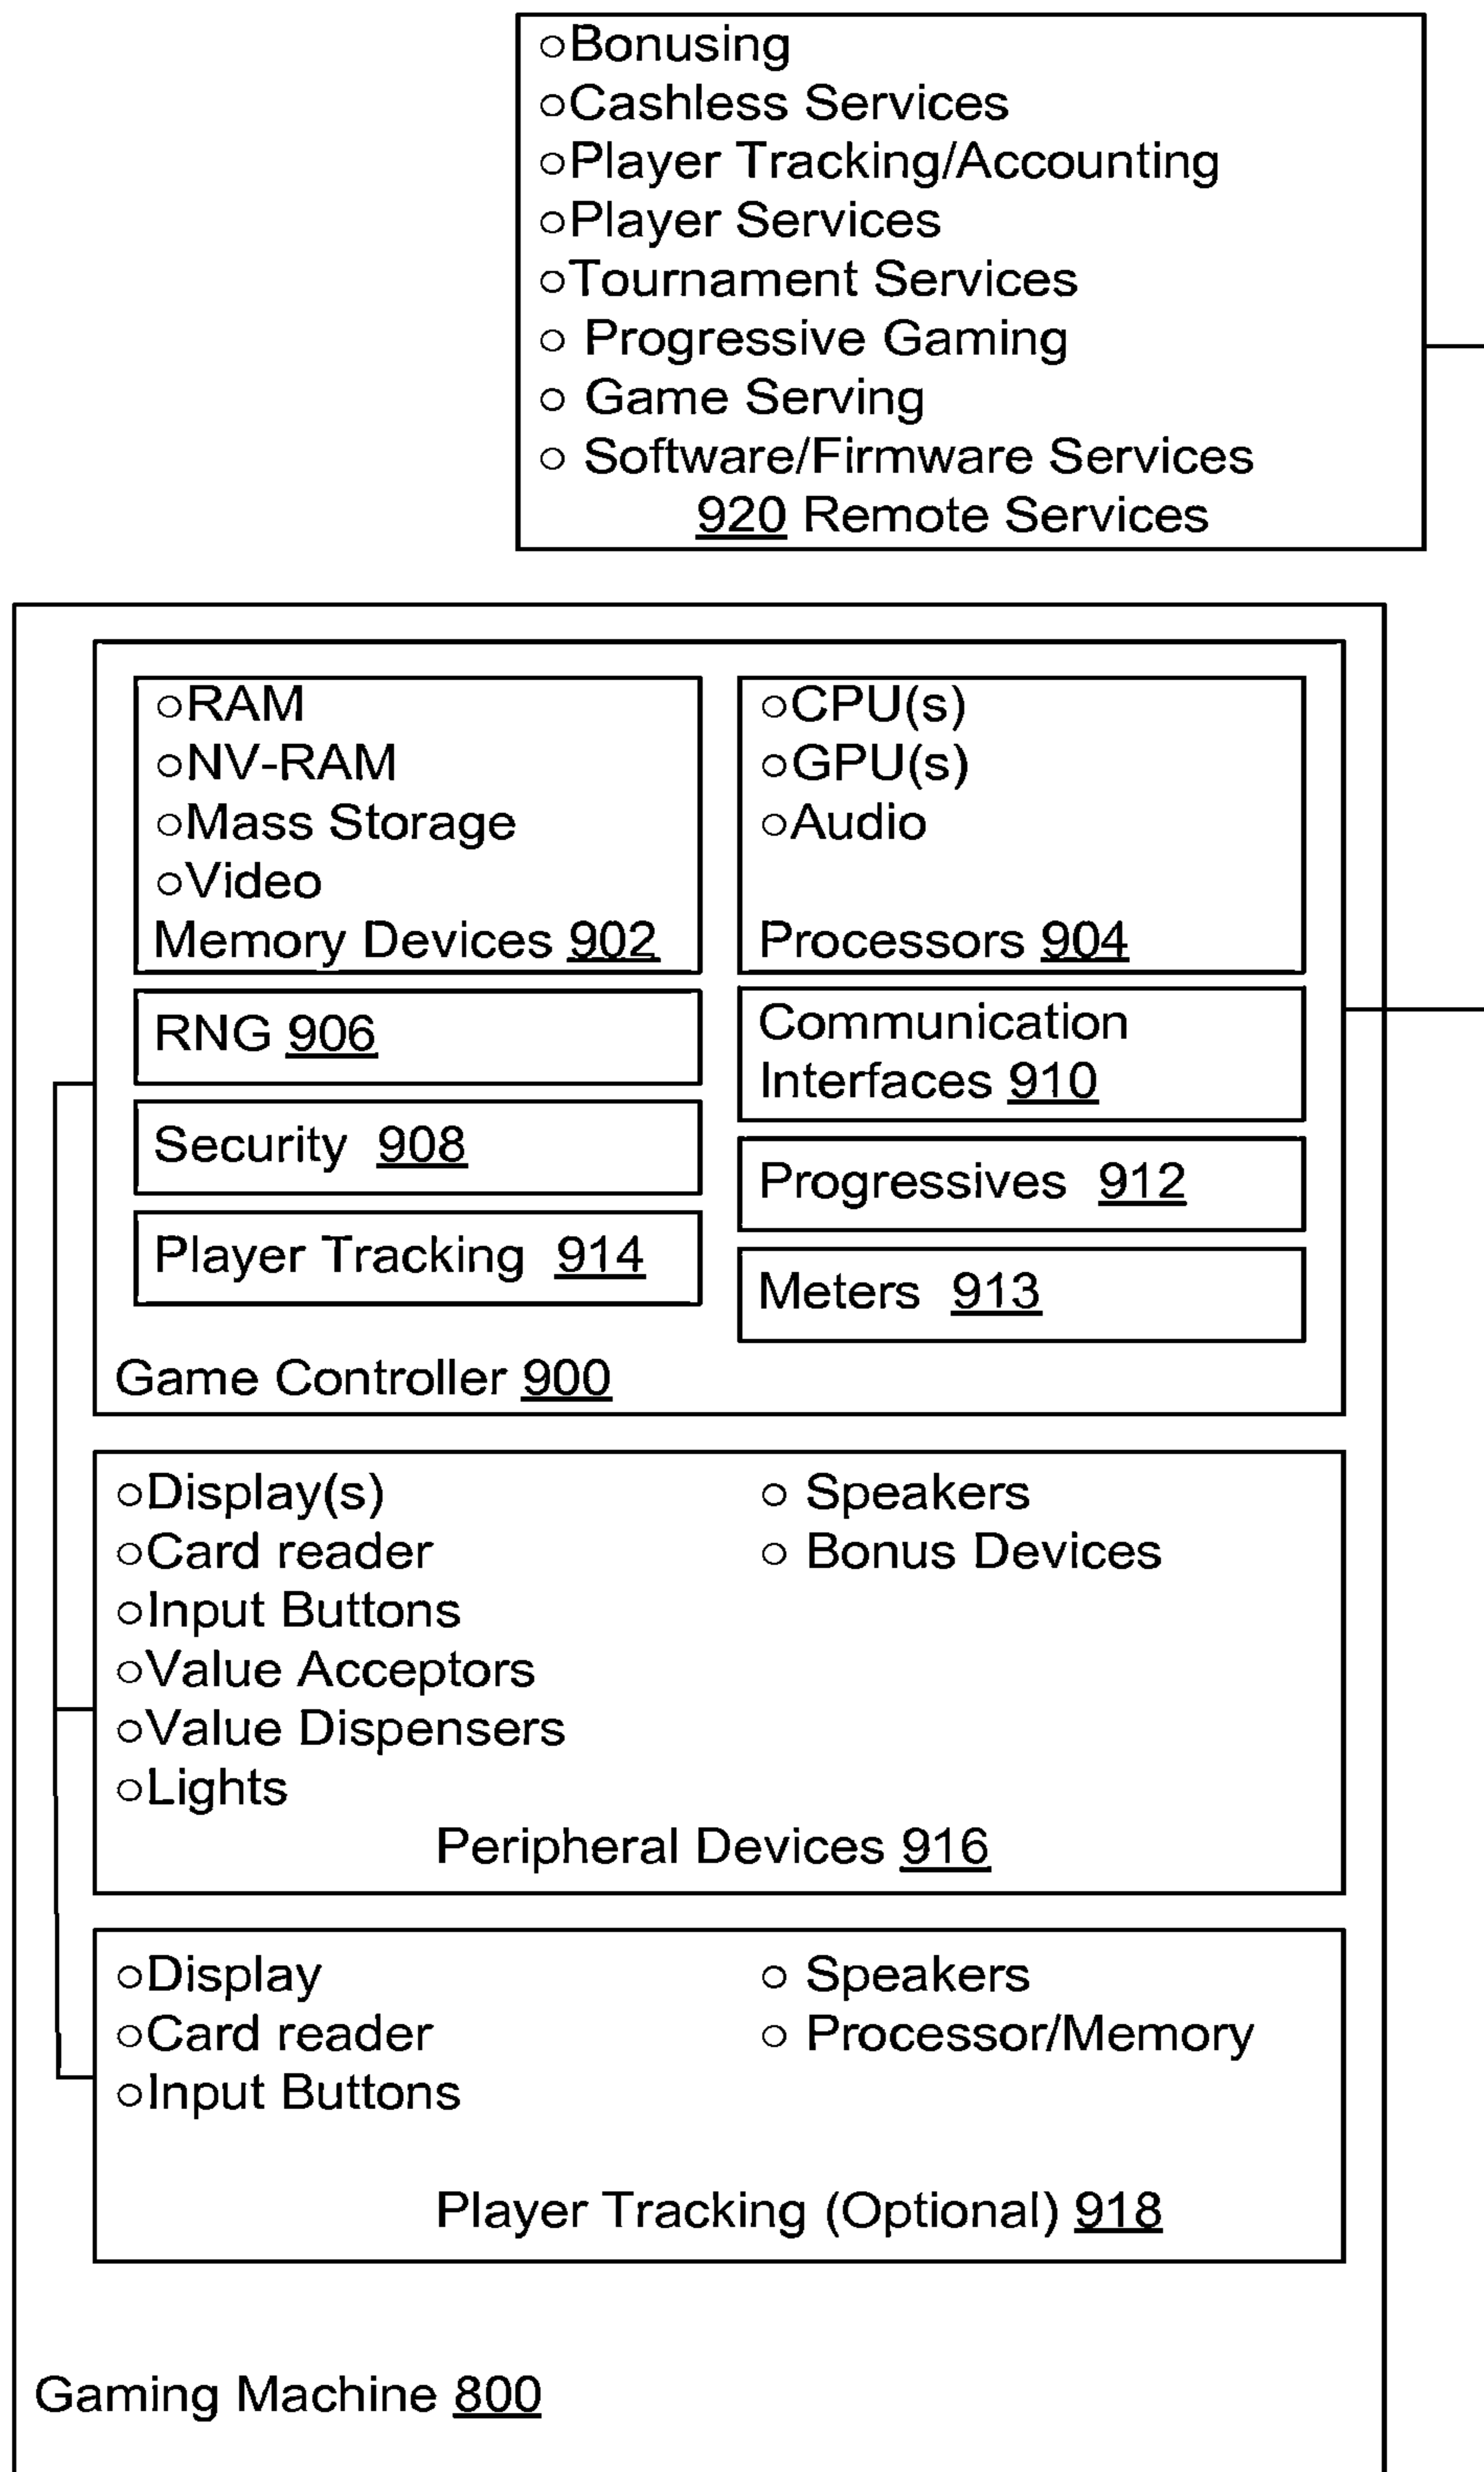 ○Bonusing
○Cashless Services
○Player Tracking/Accounting
○Player Services
○Tournament Services
○ Progressive Gaming
○ Game Serving
○ Software/Firmware Services
920 Remote Services
○RAM
○NV-RAM
○Mass Storage
○Video
Memory Devices 902
○CPU(s)
○GPU(s)
○Audio
Processors 904
RNG 906
Security 908
Player Tracking 914
Communication
Interfaces 910
Progressives 912
Meters 913
Game Controller 900
○Display(s)
○Card reader
○Input Buttons
○Value Acceptors
○Value Dispensers
○Lights
○ Speakers
○ Bonus Devices
Peripheral Devices 916
○Display
○Card reader
○Input Buttons
○ Speakers
○ Processor/Memory
Player Tracking (Optional) 918
Gaming Machine 800